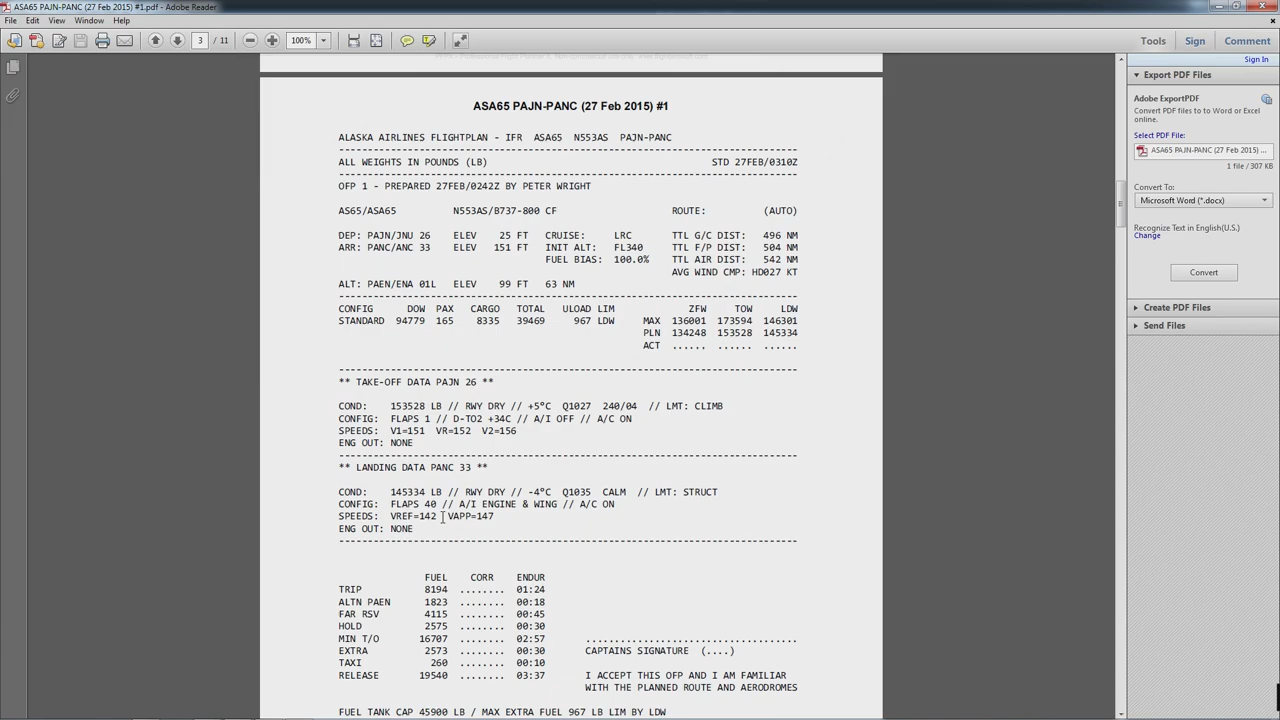 ASA65 PAJN-PANC (27 Feb 2015) #1.pdf - Adobe Reader
File Edit View Window Help
3 / 11 100% Tools Sign Comment
Sign In
Export PDF Files
Adobe ExportPDF
Convert PDF files to Word or Excel
online.
Select PDF File:
ASA65 PAJN-PANC (27 Feb 2015) ...
1 file / 307 KB
Convert To:
Microsoft Word (*.docx)
Recognize Text in English(U.S.)
Change
Convert
Create PDF Files
Send Files
ASA65 PAJN-PANC (27 Feb 2015) #1
ALASKA AIRLINES FLIGHTPLAN - IFR ASA65 N553AS PAJN-PANC
--------------------------------------------------------------------------------
ALL WEIGHTS IN POUNDS (LB) STD 27FEB/0310Z
--------------------------------------------------------------------------------
OFP 1 - PREPARED 27FEB/0242Z BY PETER WRIGHT
AS65/ASA65 N553AS/B737-800 CF ROUTE: (AUTO)
DEP: PAJN/JNU 26 ELEV 25 FT CRUISE: LRC TTL G/C DIST: 496 NM
ARR: PANC/ANC 33 ELEV 151 FT INIT ALT: FL340 TTL F/P DIST: 504 NM
FUEL BIAS: 100.0% TTL AIR DIST: 542 NM
AVG WIND CMP: HD027 KT
ALT: PAEN/ENA 01L ELEV 99 FT 63 NM
--------------------------------------------------------------------------------
CONFIG DOW PAX CARGO TOTAL ULOAD LIM ZFW TOW LDW
STANDARD 94779 165 8335 39469 967 LDW MAX 136001 173594 146301
PLN 134248 153528 145334
ACT ...... ...... ......
--------------------------------------------------------------------------------
** TAKE-OFF DATA PAJN 26 **
COND: 153528 LB // RWY DRY // +5°C Q1027 240/04 // LMT: CLIMB
CONFIG: FLAPS 1 // D-TO2 +34C // A/I OFF // A/C ON
SPEEDS: V1=151 VR=152 V2=156
ENG OUT: NONE
--------------------------------------------------------------------------------
** LANDING DATA PANC 33 **
COND: 145334 LB // RWY DRY // -4°C Q1035 CALM // LMT: STRUCT
CONFIG: FLAPS 40 // A/I ENGINE & WING // A/C ON
SPEEDS: VREF=142 VAPP=147
ENG OUT: NONE
--------------------------------------------------------------------------------
FUEL CORR ENDUR
TRIP 8194 ........ 01:24
ALTN PAEN 1823 ........ 00:18
FAR RSV 4115 ........ 00:45
HOLD 2575 ........ 00:30
MIN T/O 16707 ........ 02:57 .....................................
EXTRA 2573 ........ 00:30 CAPTAINS SIGNATURE (....)
TAXI 260 ........ 00:10
RELEASE 19540 ........ 03:37 I ACCEPT THIS OFP AND I AM FAMILIAR
WITH THE PLANNED ROUTE AND AERODROMES
FUEL TANK CAP 45900 LB / MAX EXTRA FUEL 967 LB LIM BY LDW